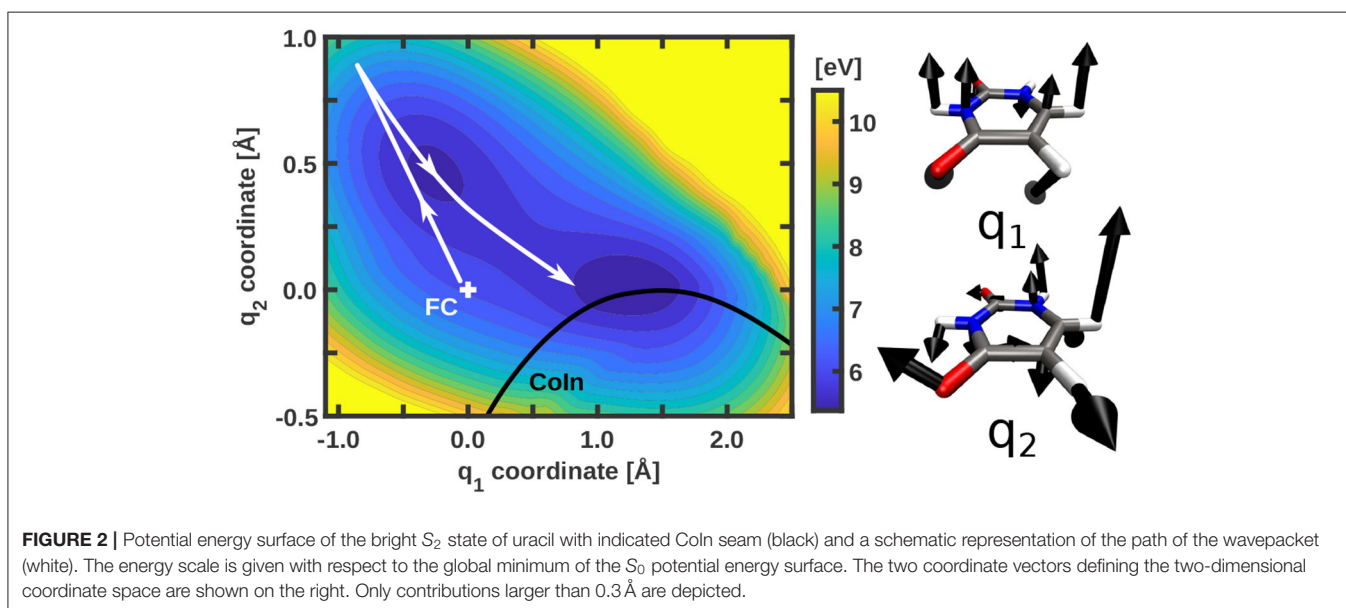 1.0
0.5
0.0
-0.5
q2 coordinate [Å]
-1.0 0.0 1.0 2.0
q1 coordinate [Å]
FC
CoIn
[eV]
10
9
8
7
6
q1
q2
FIGURE 2 | Potential energy surface of the bright S2 state of uracil with indicated CoIn seam (black) and a schematic representation of the path of the wavepacket
(white). The energy scale is given with respect to the global minimum of the S0 potential energy surface. The two coordinate vectors defining the two-dimensional
coordinate space are shown on the right. Only contributions larger than 0.3 Å are depicted.